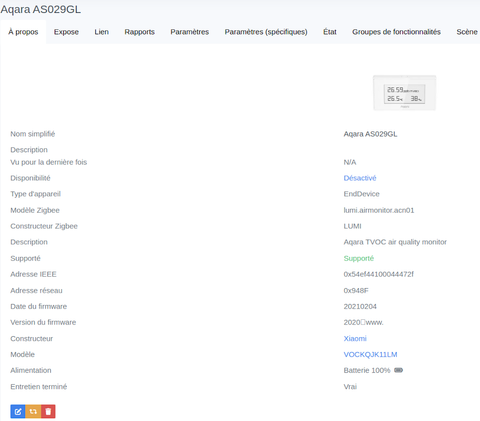 Aqara AS029GL
À propos Expose Lien Rapports Paramètres Paramètres (spécifiques) État Groupes de fonctionnalités Scène
26.59
26.5 38
Nom simplifié Aqara AS029GL
Description
Vu pour la dernière fois N/A
Disponibilité Désactivé
Type d'appareil EndDevice
Modèle Zigbee lumi.airmonitor.acn01
Constructeur Zigbee LUMI
Description Aqara TVOC air quality monitor
Supporté Supporté
Adresse IEEE 0x54ef44100044472f
Adresse réseau 0x948F
Date du firmware 20210204
Version du firmware 2020□www.
Constructeur Xiaomi
Modèle VOCKQJK11LM
Alimentation Batterie 100%
Entretien terminé Vrai